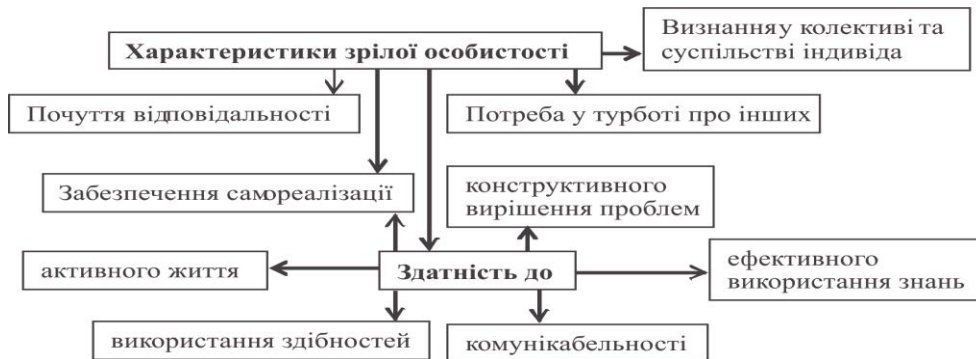 Характеристики зрілої особистості
Визнання у колективі та
суспільстві індивіда
Почуття відповідальності
Потреба у турботі про інших
Забезпечення самореалізації
конструктивного
вирішення проблем
активного життя
Здатність до
ефективного
використання знань
використання здібностей
комунікабельності